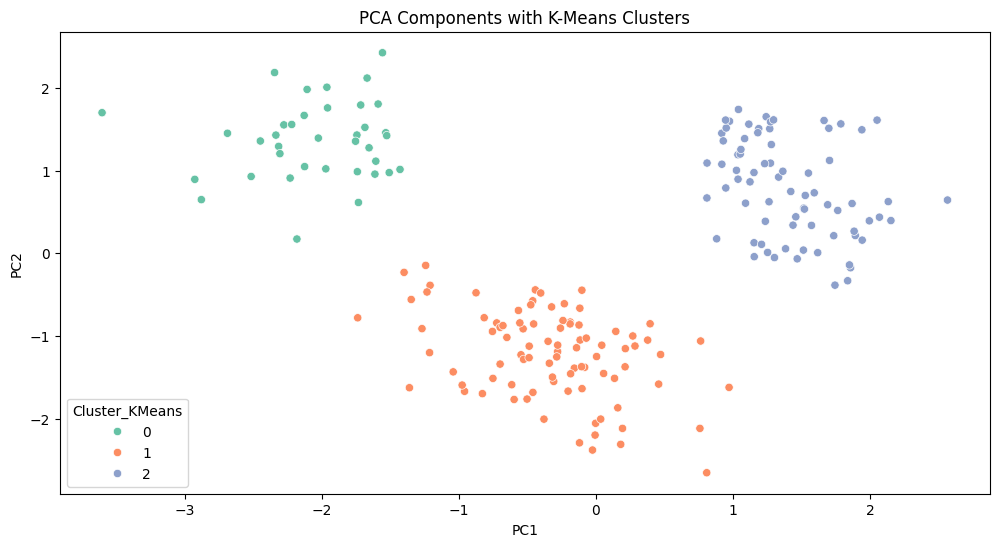 PCA Components with K-Means Clusters
PC2
2
1
0
−1
−2
Cluster_KMeans
0
1
2
−3 −2 −1 0 1 2
PC1